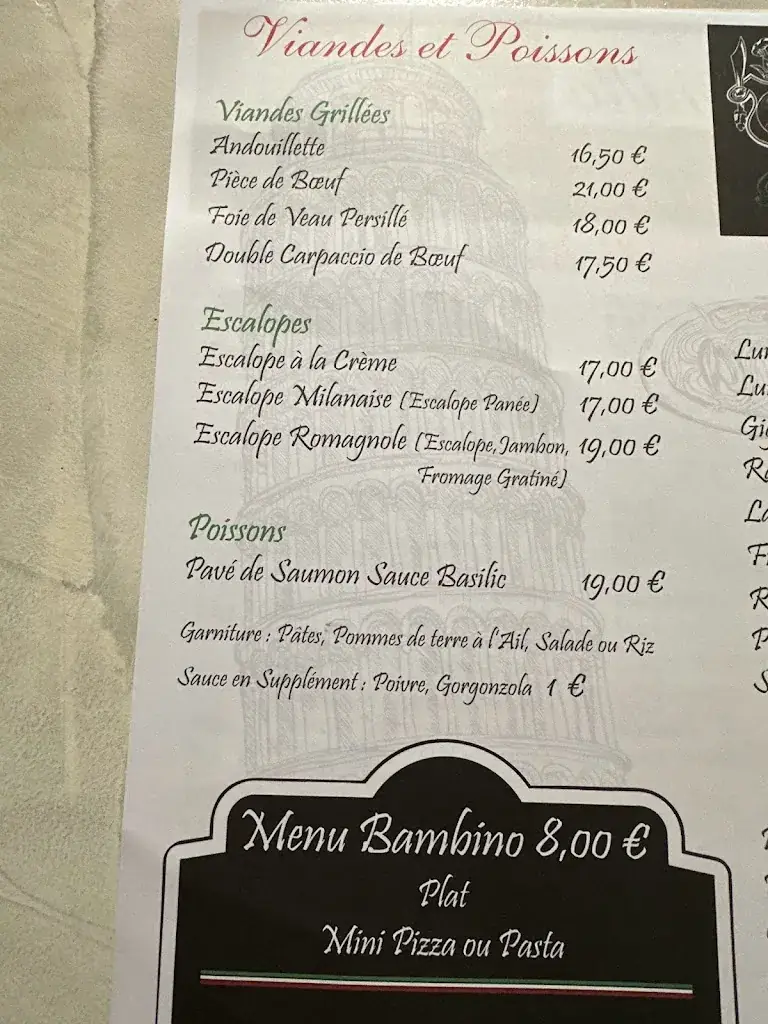 Viandes et Poissons
Viandes Grillées
Andouillette 16,50 €
Pièce de Bœuf 21,00 €
Foie de Veau Persillé 18,00 €
Double Carpaccio de Bœuf 17,50 €
Escalopes
Escalope à la Crème 17,00 €
Escalope Milanaise (Escalope Panée) 17,00 €
Escalope Romagnole (Escalope, Jambon, 19,00 €
Fromage Gratiné)
Poissons
Pavé de Saumon Sauce Basilic 19,00 €
Garniture : Pâtes, Pommes de terre à l'Ail, Salade ou Riz
Sauce en Supplément : Poivre, Gorgonzola 1 €
Menu Bambino 8,00 €
Plat
Mini Pizza ou Pasta